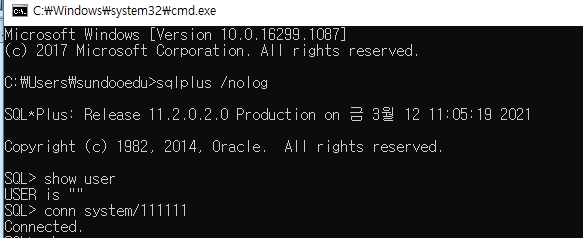 C:₩Windows₩system32₩cmd.exe
Microsoft Windows [Version 10.0.16299.1087]
(c) 2017 Microsoft Corporation. All rights reserved.
C:₩Users₩sundooedu>sqlplus /nolog
SQL*Plus: Release 11.2.0.2.0 Production on 금 3월 12 11:05:19 2021
Copyright (c) 1982, 2014, Oracle.  All rights reserved.
SQL> show user
USER is ""
SQL> conn system/111111
Connected.